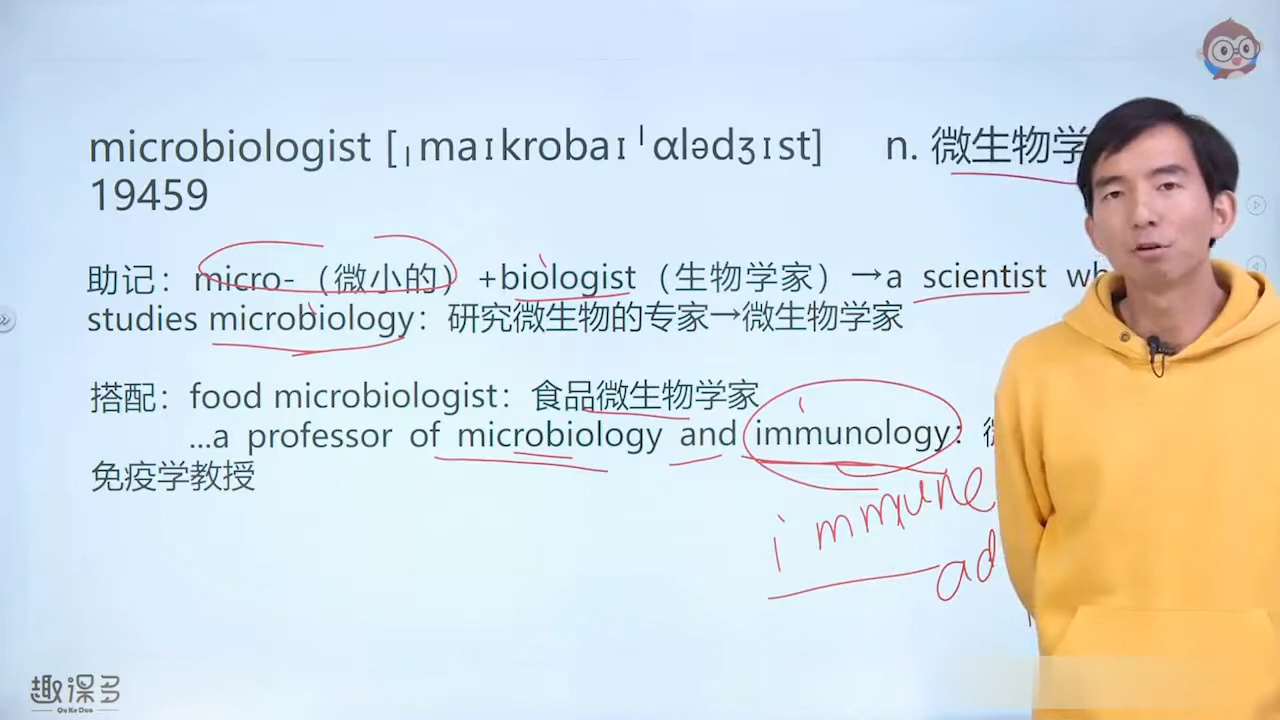 microbiologist [ˌmaɪkrobaɪˈɑlədʒɪst] n. 微生物学
19459
助记：micro-（微小的）+biologist（生物学家）→a scientist
studies microbiology：研究微生物的专家→微生物学家
搭配：food microbiologist：食品微生物学家
...a professor of microbiology and immunology：
免疫学教授
immune
ad
趣课多
Qu Ke Duo